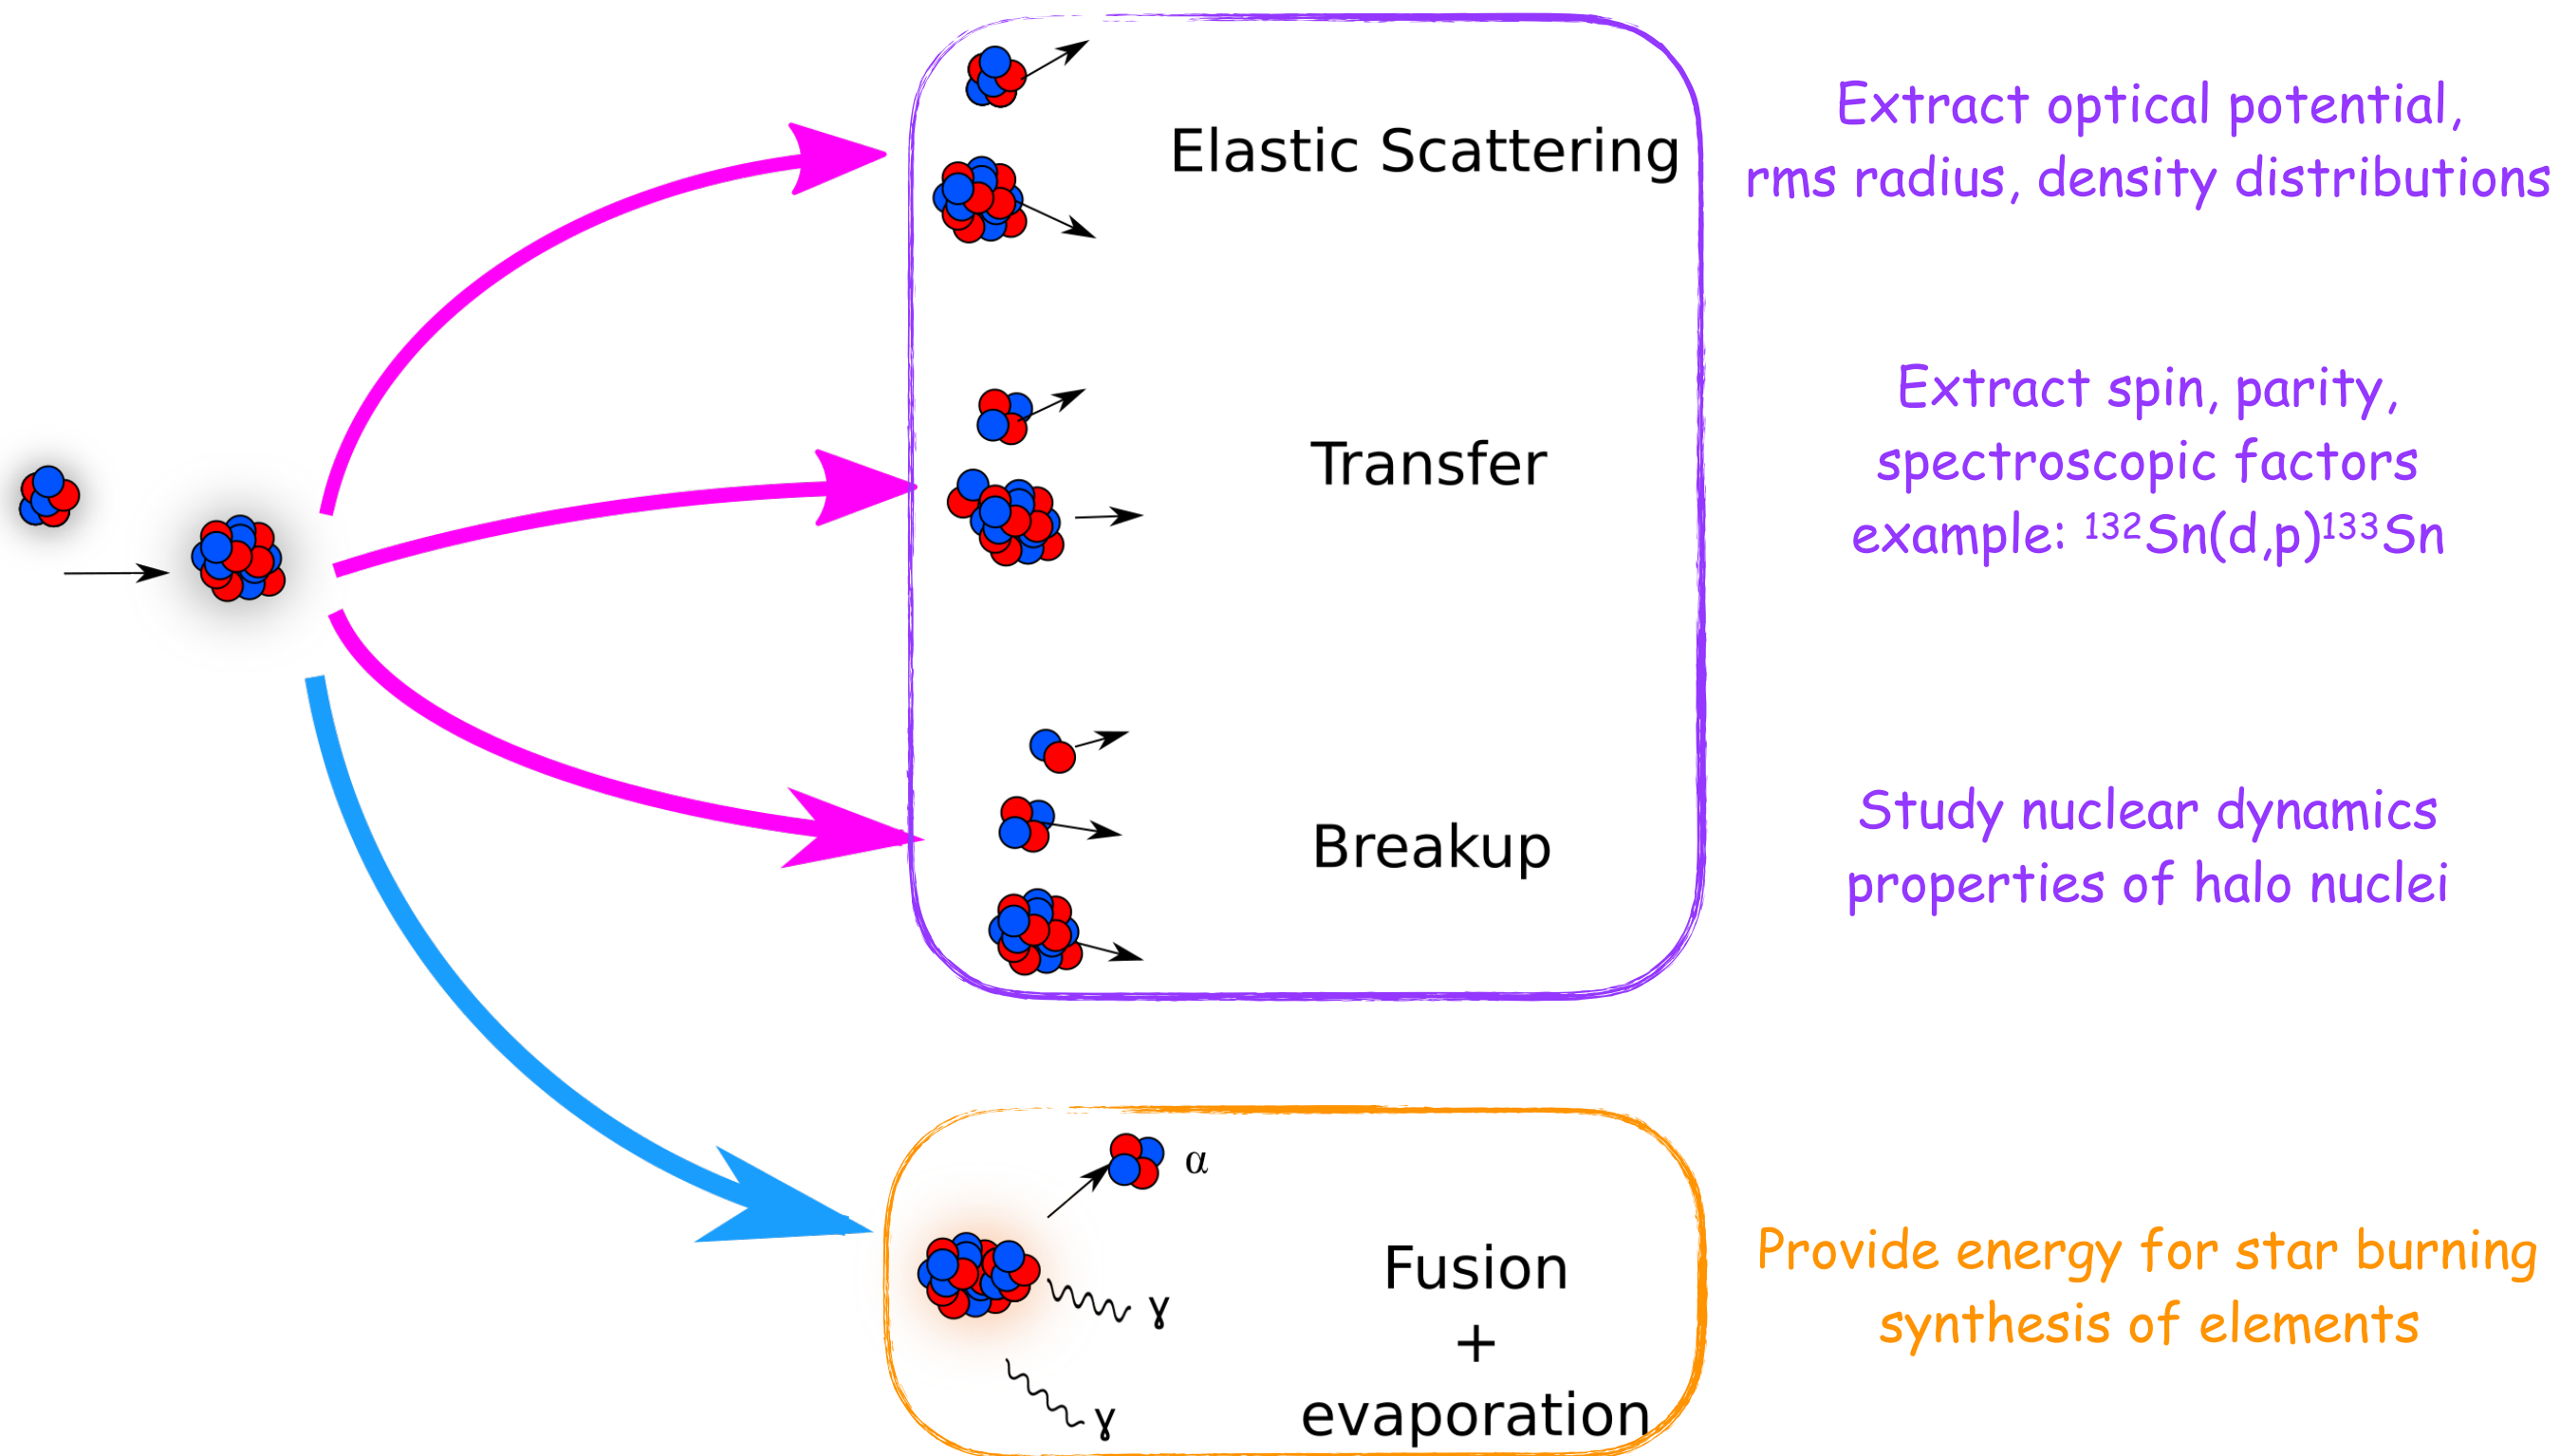 Elastic Scattering
Extract optical potential,
rms radius, density distributions
Transfer
Extract spin, parity,
spectroscopic factors
example: ¹³²Sn(d,p)¹³³Sn
Breakup
Study nuclear dynamics
properties of halo nuclei
α
γ
γ
Fusion
+
evaporation
Provide energy for star burning
synthesis of elements